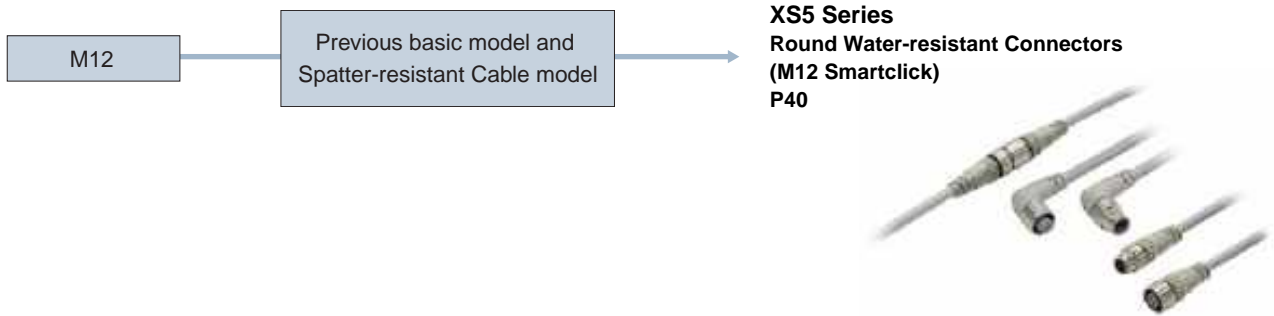 M12
Previous basic model and
Spatter-resistant Cable model
XS5 Series
Round Water-resistant Connectors
(M12 Smartclick)
P40